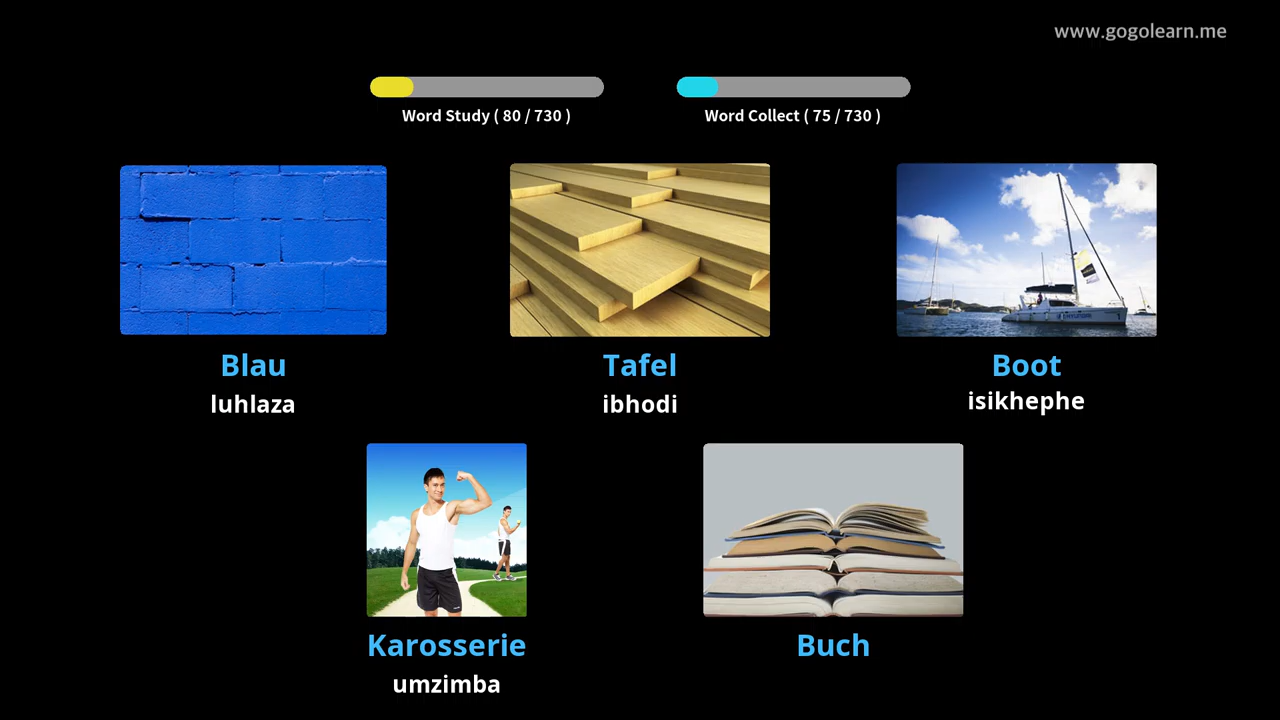 www.gogolearn.me
Word Study ( 80 / 730 )
Word Collect ( 75 / 730 )
Blau
luhlaza
Tafel
ibhodi
Boot
isikhephe
Karosserie
umzimba
Buch